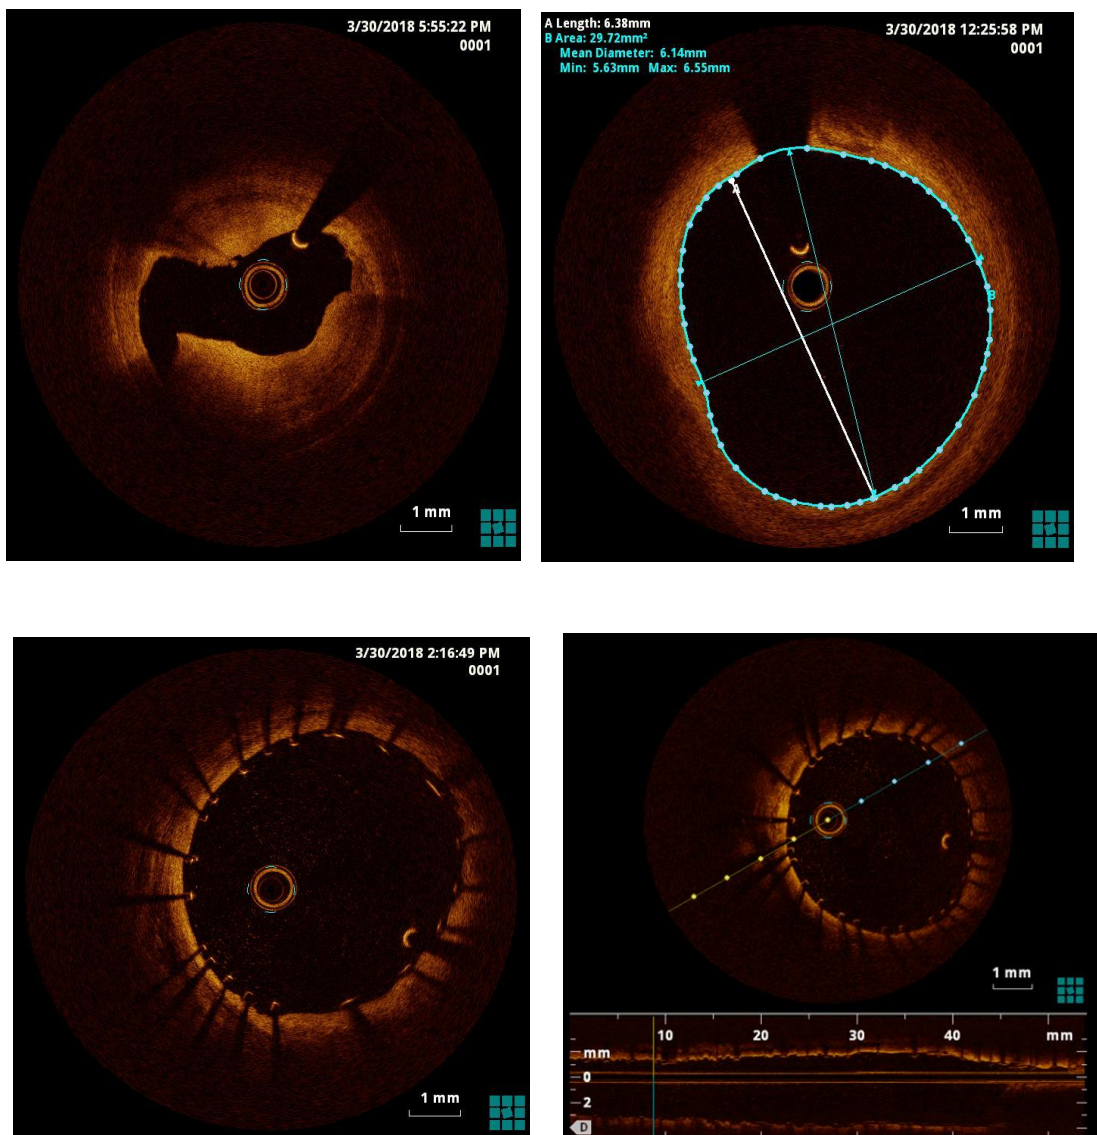 3/30/2018 5:55:22 PM
0001
1 mm
A Length: 6.38mm
B Area: 29.72mm²
Mean Diameter: 6.14mm
Min: 5.63mm Max: 6.55mm
3/30/2018 12:25:58 PM
0001
A
B
1 mm
3/30/2018 2:16:49 PM
0001
1 mm
1 mm
10 20 30 40 mm
mm
0
2
D